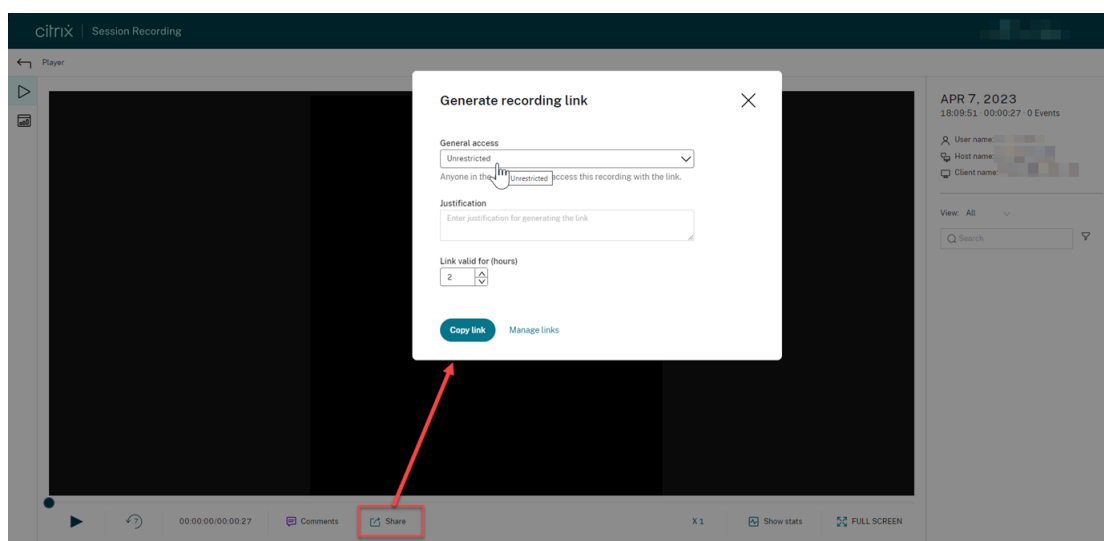 citrix | Session Recording
Player
Generate recording link
General access
Unrestricted
Anyone in the Unrestricted access this recording with the link.
Justification
Enter justification for generating the link
Link valid for (hours)
2
Copy link Manage links
APR 7, 2023
18:09:51 · 00:00:27 · 0 Events
User name:
Host name:
Client name:
View: All
Search
7 00:00:00/00:00:27 Comments Share X 1 Show stats FULL SCREEN